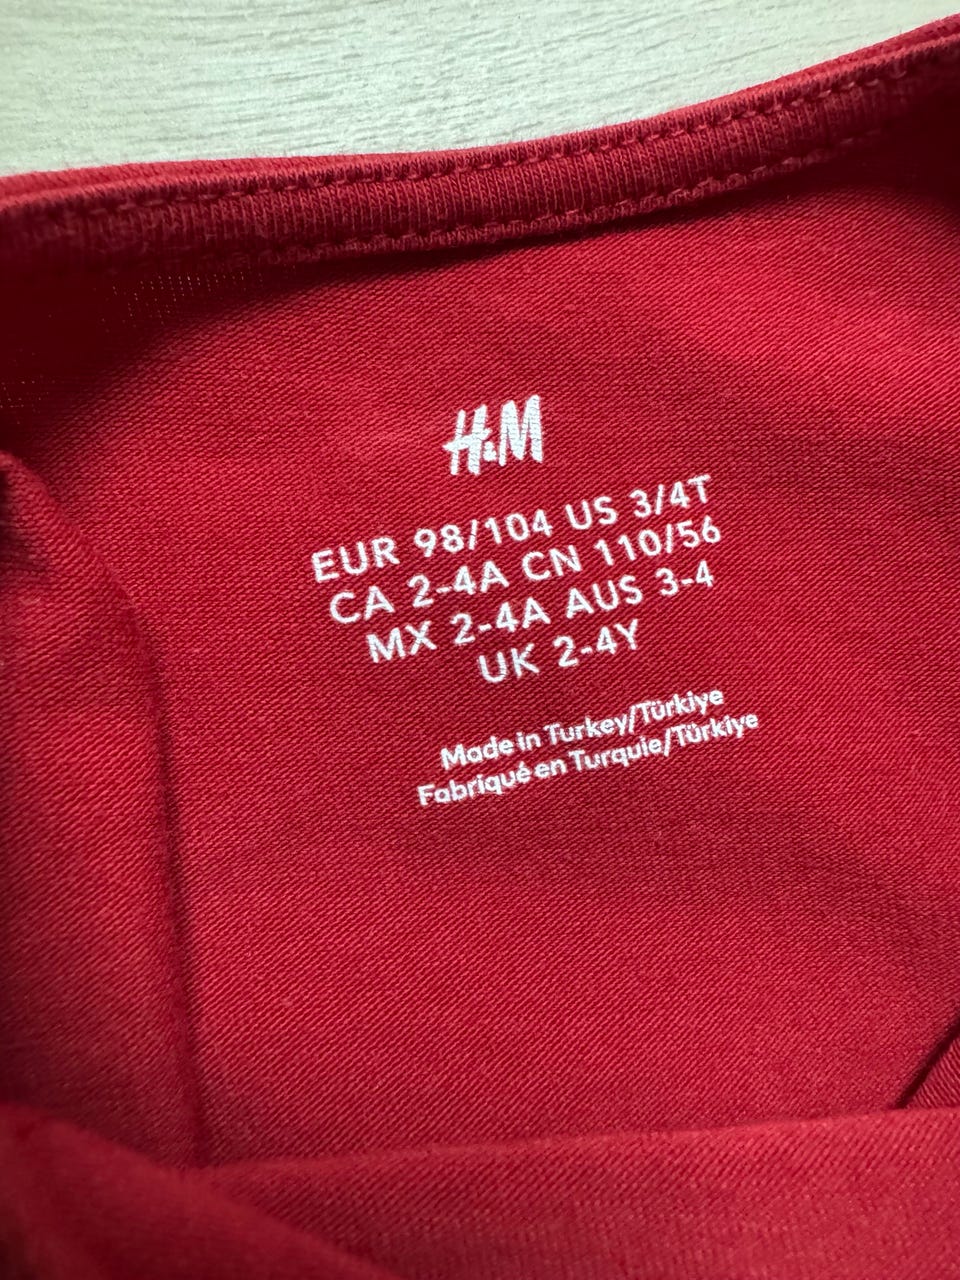 H&M
EUR 98/104 US 3/4T
CA 2-4A CN 110/56
MX 2-4A AUS 3-4
UK 2-4Y
Made in Turkey/Türkiye
Fabriqué en Turquie/Türkiye